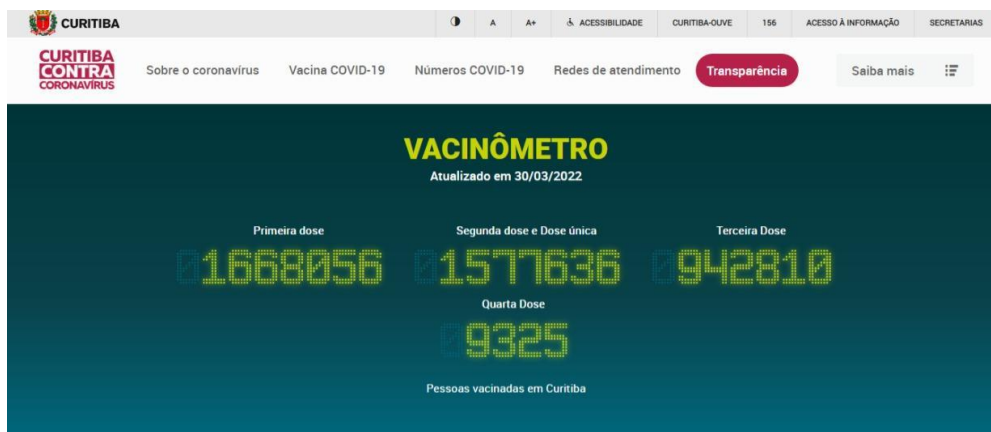 CURITIBA
A A+ ACESSIBILIDADE CURITIBA-OUVE 156 ACESSO À INFORMAÇÃO SECRETARIAS
CURITIBA
CONTRA
CORONAVÍRUS
Sobre o coronavírus Vacina COVID-19 Números COVID-19 Redes de atendimento Transparência Saiba mais
VACINÔMETRO
Atualizado em 30/03/2022
Primeira dose Segunda dose e Dose única Terceira Dose
01668056 01577636 0942810
Quarta Dose
09325
Pessoas vacinadas em Curitiba